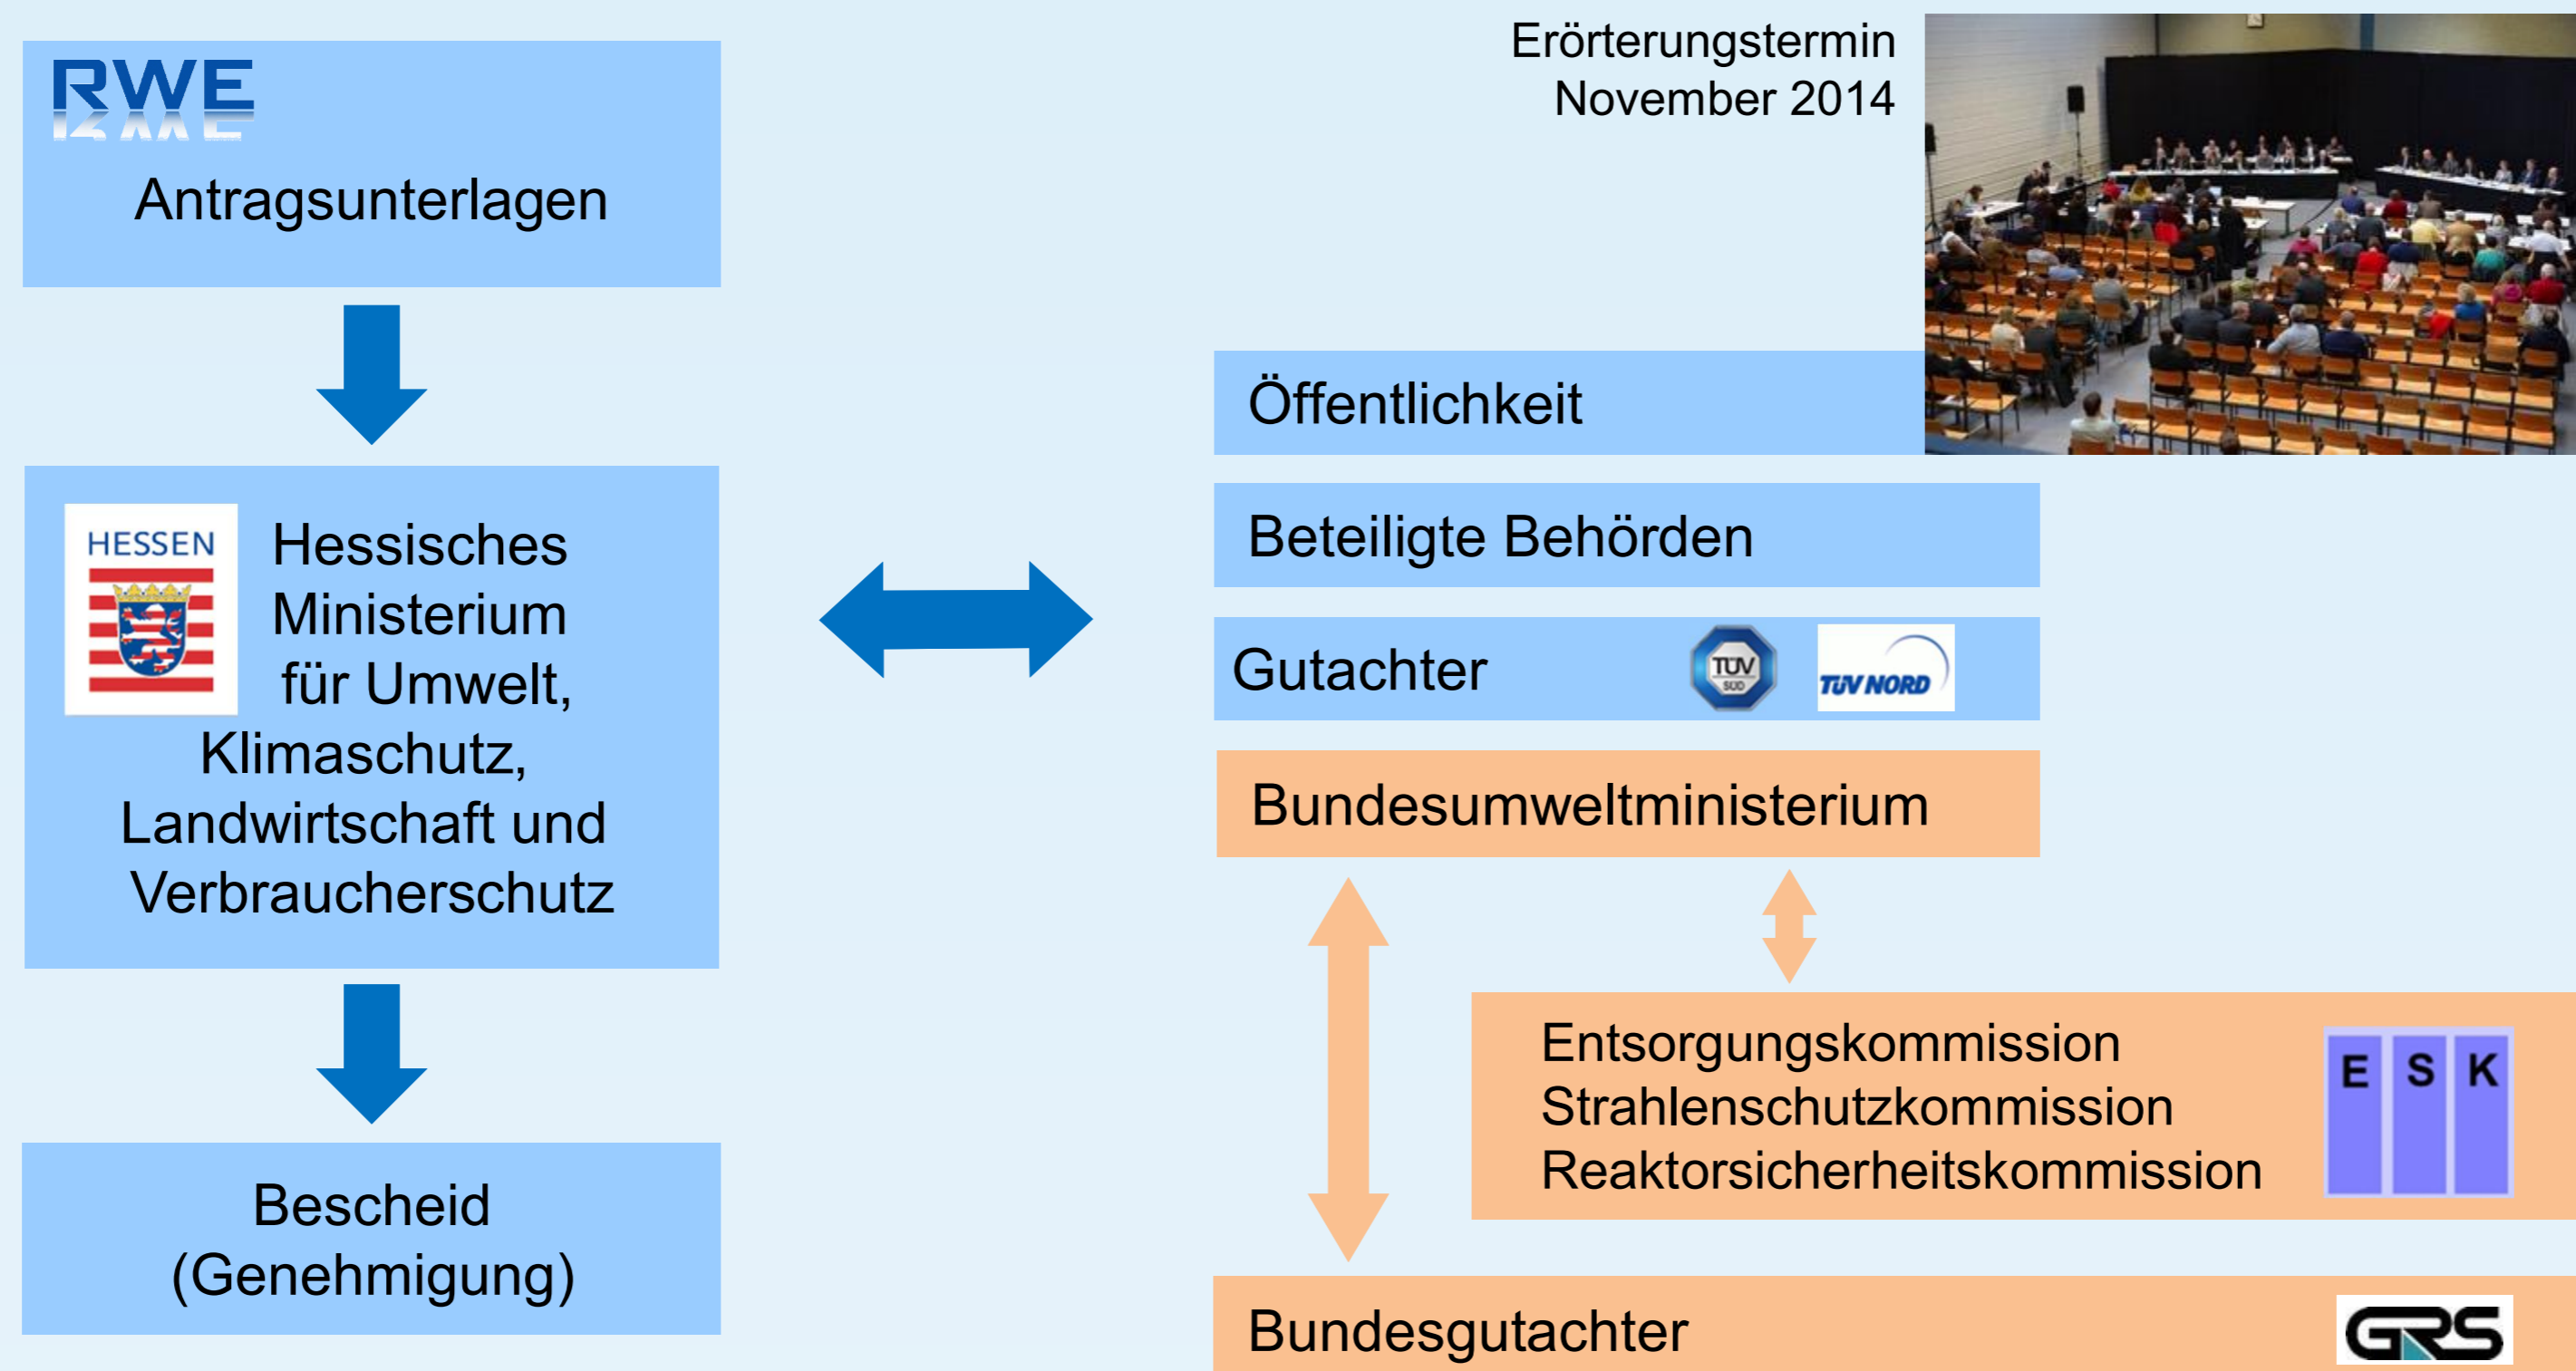 RWE
Antragsunterlagen
HESSEN
Hessisches
Ministerium
für Umwelt,
Klimaschutz,
Landwirtschaft und
Verbraucherschutz
Bescheid
(Genehmigung)
Erörterungstermin
November 2014
Öffentlichkeit
Beteiligte Behörden
Gutachter
TÜV
SÜD
TÜV NORD
Bundesumweltministerium
Entsorgungskommission
Strahlenschutzkommission
Reaktorsicherheitskommission
E S K
Bundesgutachter
GRS